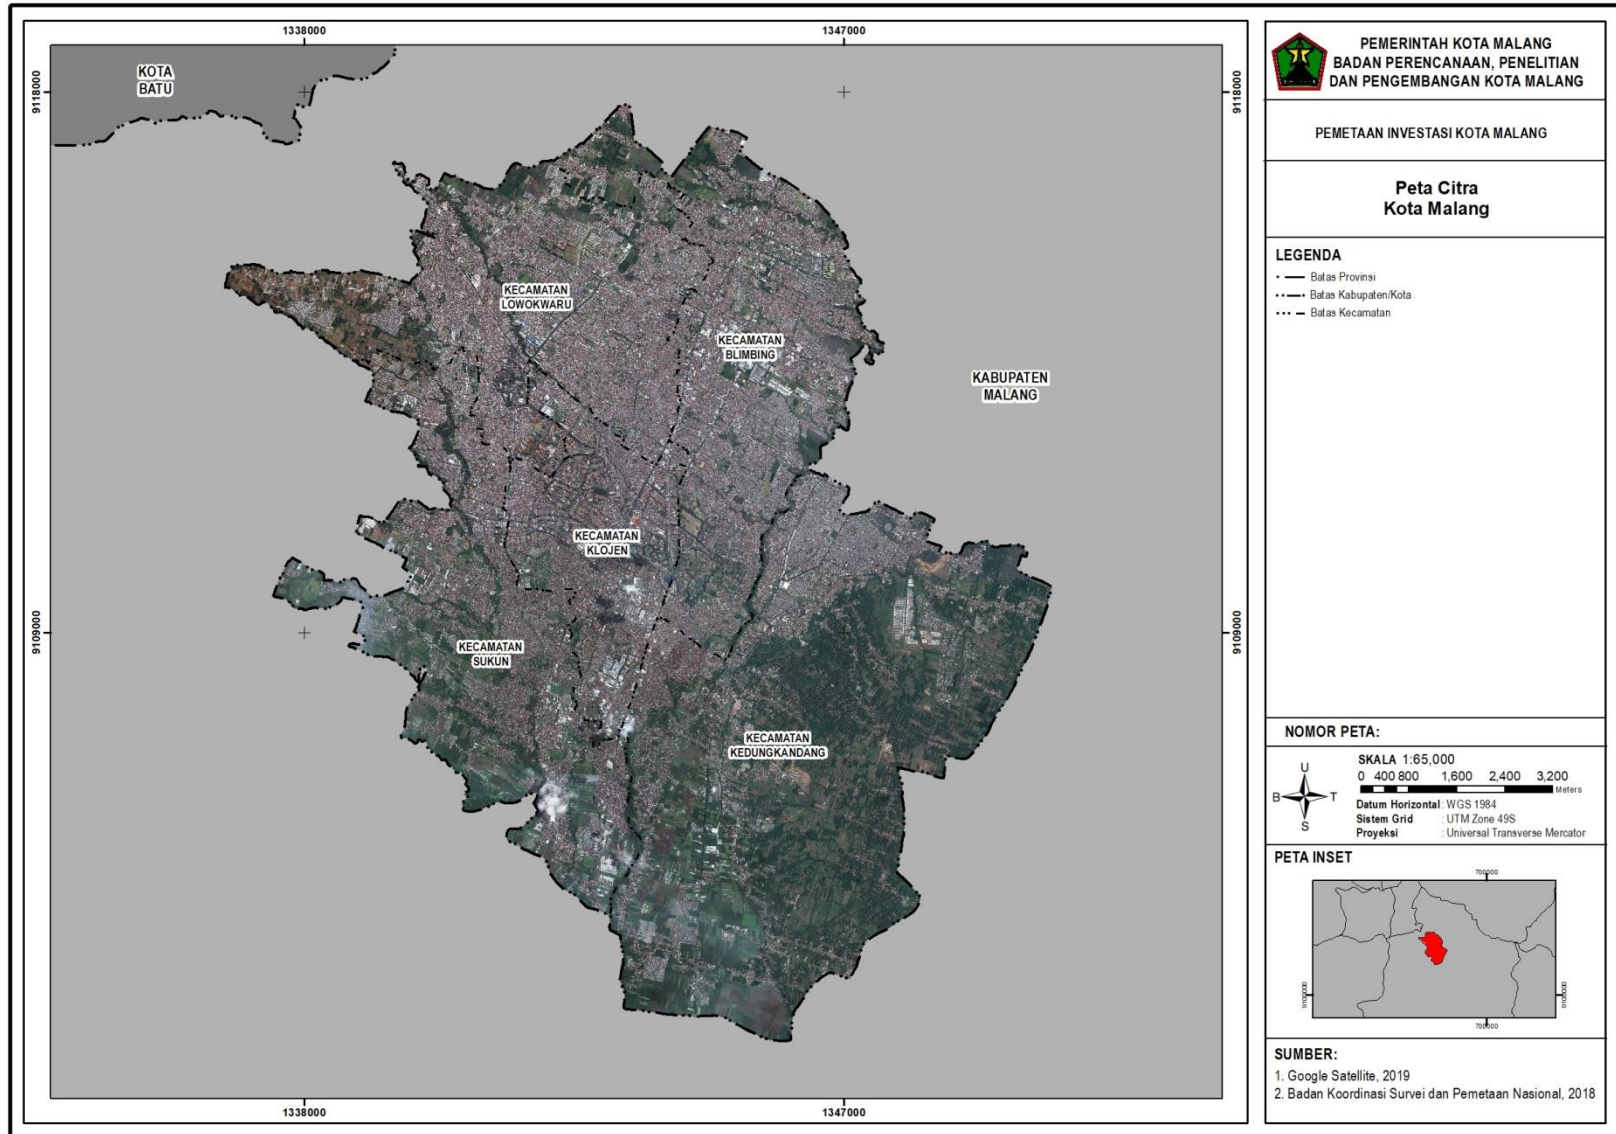 1338000
1347000
9118000
9118000
KOTA
BATU
KECAMATAN
LOWOKWARU
KECAMATAN
BLIMBING
KABUPATEN
MALANG
KECAMATAN
KLOJEN
9109000
9109000
KECAMATAN
SUKUN
KECAMATAN
KEDUNGKANDANG
1338000
1347000
PEMERINTAH KOTA MALANG
BADAN PERENCANAAN, PENELITIAN
DAN PENGEMBANGAN KOTA MALANG
PEMETAAN INVESTASI KOTA MALANG
Peta Citra
Kota Malang
LEGENDA
Batas Provinsi
Batas Kabupaten/Kota
Batas Kecamatan
NOMOR PETA:
U
B T
S
SKALA 1:65,000
0 400 800 1,600 2,400 3,200
Meters
Datum Horizontal : WGS 1984
Sistem Grid : UTM Zone 49S
Proyeksi : Universal Transverse Mercator
PETA INSET
700000
9100000
9100000
700000
SUMBER:
1. Google Satellite, 2019
2. Badan Koordinasi Survei dan Pemetaan Nasional, 2018